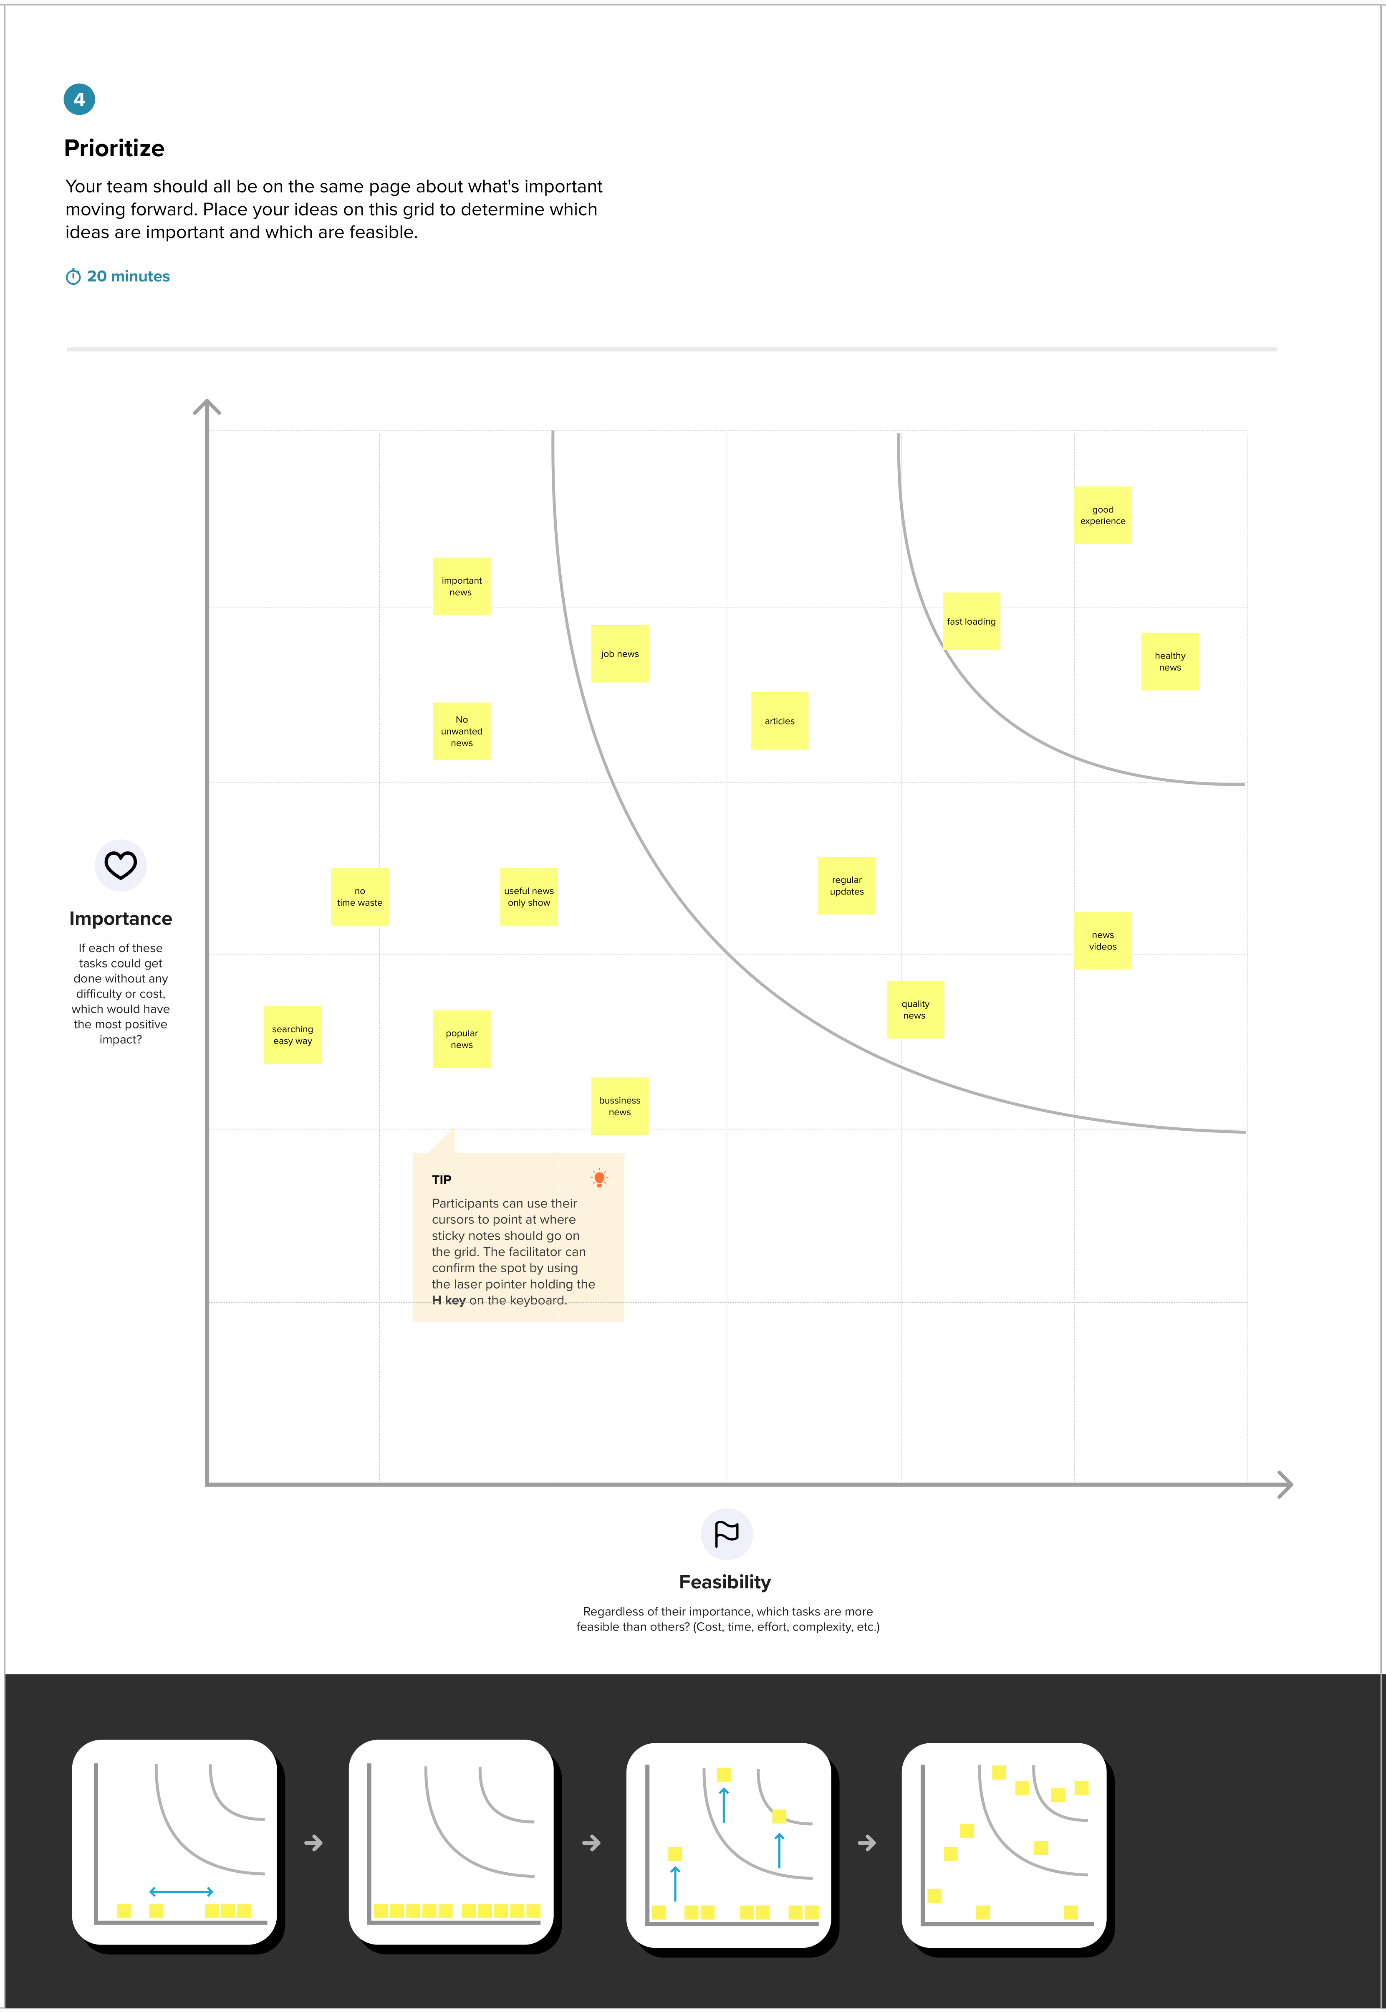 4
Prioritize
Your team should all be on the same page about what's important
moving forward. Place your ideas on this grid to determine which
ideas are important and which are feasible.
20 minutes
good
experience
important
news
fast loading
job news
healthy
news
No
unwanted
news
articles
no
time waste
useful news
only show
regular
updates
news
videos
Importance
If each of these
tasks could get
done without any
difficulty or cost,
which would have
the most positive
impact?
quality
news
searching
easy way
popular
news
bussiness
news
TIP
Participants can use their
cursors to point at where
sticky notes should go on
the grid. The facilitator can
confirm the spot by using
the laser pointer holding the
H key on the keyboard.
Feasibility
Regardless of their importance, which tasks are more
feasible than others? (Cost, time, effort, complexity, etc.)